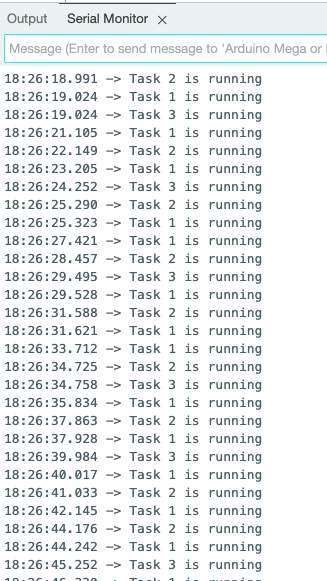 Output Serial Monitor ×
Message (Enter to send message to 'Arduino Mega or
18:26:18.991 -> Task 2 is running
18:26:19.024 -> Task 1 is running
18:26:19.024 -> Task 3 is running
18:26:21.105 -> Task 1 is running
18:26:22.149 -> Task 2 is running
18:26:23.205 -> Task 1 is running
18:26:24.252 -> Task 3 is running
18:26:25.290 -> Task 2 is running
18:26:25.323 -> Task 1 is running
18:26:27.421 -> Task 1 is running
18:26:28.457 -> Task 2 is running
18:26:29.495 -> Task 3 is running
18:26:29.528 -> Task 1 is running
18:26:31.588 -> Task 2 is running
18:26:31.621 -> Task 1 is running
18:26:33.712 -> Task 1 is running
18:26:34.725 -> Task 2 is running
18:26:34.758 -> Task 3 is running
18:26:35.834 -> Task 1 is running
18:26:37.863 -> Task 2 is running
18:26:37.928 -> Task 1 is running
18:26:39.984 -> Task 3 is running
18:26:40.017 -> Task 1 is running
18:26:41.033 -> Task 2 is running
18:26:42.145 -> Task 1 is running
18:26:44.176 -> Task 2 is running
18:26:44.242 -> Task 1 is running
18:26:45.252 -> Task 3 is running